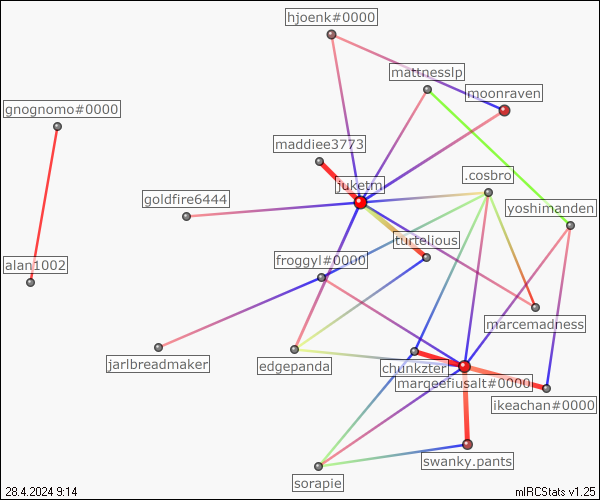 hjoenk#0000
mattnesslp
moonraven
gnognomo#0000
maddiee3773
juketm
.cosbro
goldfire6444
yoshimanden
turtelious
froggyl#0000
alan1002
marcemadness
jarlbreadmaker
edgepanda
chunkzter
marqeefiusalt#0000
ikeachan#0000
swanky.pants
sorapie
28.4.2024 9:14
mIRCStats v1.25